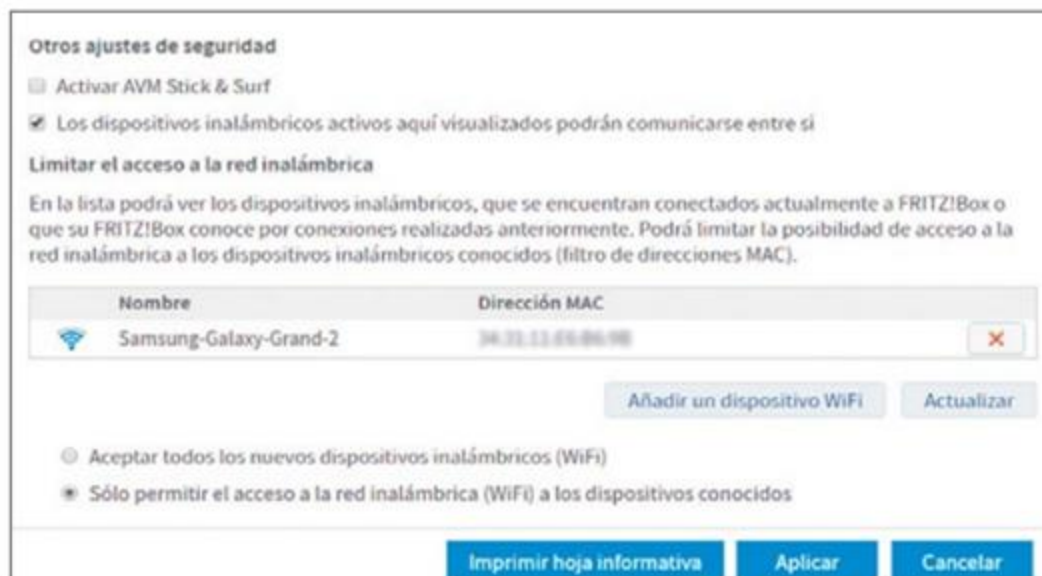 Otros ajustes de seguridad
Activar AVM Stick & Surf
Los dispositivos inalámbricos activos aquí visualizados podrán comunicarse entre si
Limitar el acceso a la red inalámbrica
En la lista podrá ver los dispositivos inalámbricos, que se encuentran conectados actualmente a FRITZ!Box o
que su FRITZ!Box conoce por conexiones realizadas anteriormente. Podrá limitar la posibilidad de acceso a la
red inalámbrica a los dispositivos inalámbricos conocidos (filtro de direcciones MAC).
Nombre Dirección MAC
Samsung-Galaxy-Grand-2
Añadir un dispositivo WiFi Actualizar
Aceptar todos los nuevos dispositivos inalámbricos (WiFi)
Sólo permitir el acceso a la red inalámbrica (WiFi) a los dispositivos conocidos
Imprimir hoja informativa Aplicar Cancelar